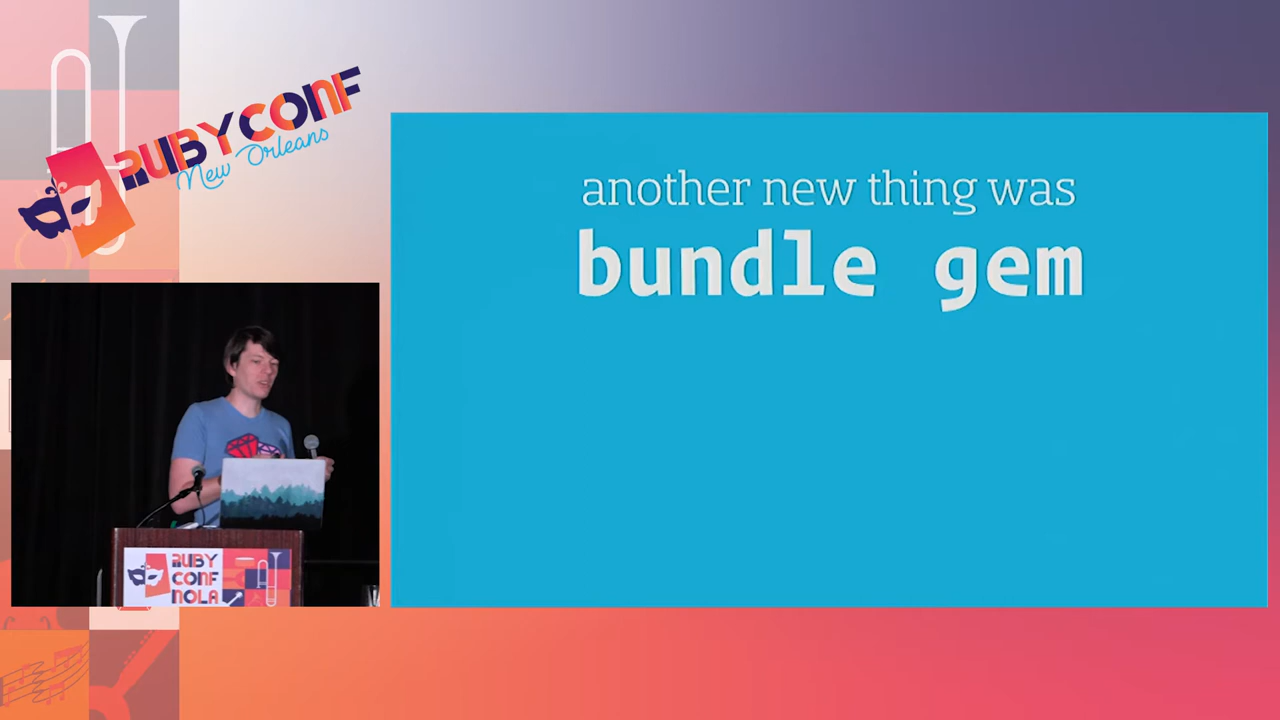 RUBYCONF
New Orleans
another new thing was
bundle gem
RUBY
CONF
NOLA